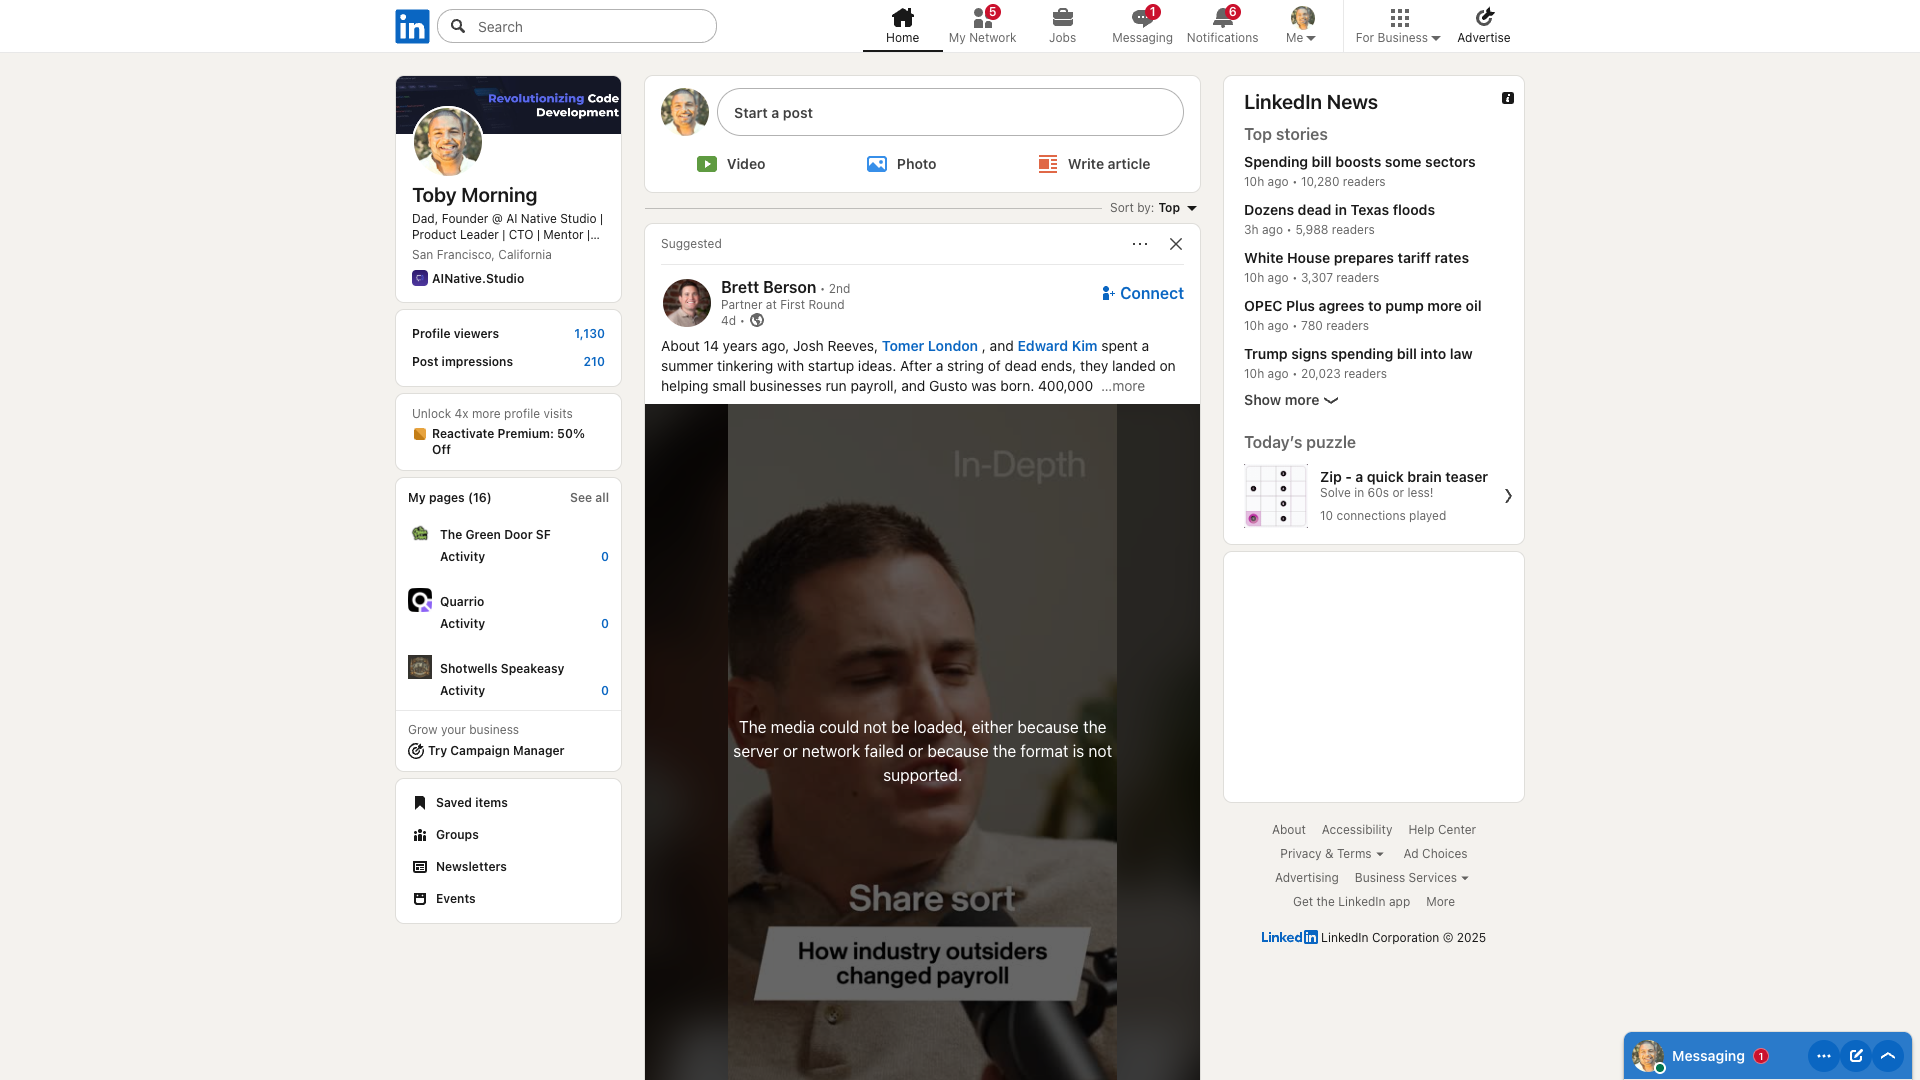 in
Search
Home
5
My Network
Jobs
1
Messaging
6
Notifications
Me
For Business
Advertise
Revolutionizing Code
Development
Toby Morning
Dad, Founder @ AI Native Studio |
Product Leader | CTO | Mentor |...
San Francisco, California
AINative.Studio
Profile viewers 1,130
Post impressions 210
Unlock 4x more profile visits
Reactivate Premium: 50%
Off
My pages (16) See all
The Green Door SF
Activity 0
Quarrio
Activity 0
Shotwells Speakeasy
Activity 0
Grow your business
Try Campaign Manager
Saved items
Groups
Newsletters
Events
Start a post
Video
Photo
Write article
Sort by: Top
Suggested
Brett Berson • 2nd
Partner at First Round
4d •
Connect
About 14 years ago, Josh Reeves, Tomer London , and Edward Kim spent a
summer tinkering with startup ideas. After a string of dead ends, they landed on
helping small businesses run payroll, and Gusto was born. 400,000 ...more
In-Depth
The media could not be loaded, either because the
server or network failed or because the format is not
supported.
Share sort
How industry outsiders
changed payroll
LinkedIn News
Top stories
Spending bill boosts some sectors
10h ago • 10,280 readers
Dozens dead in Texas floods
3h ago • 5,988 readers
White House prepares tariff rates
10h ago • 3,307 readers
OPEC Plus agrees to pump more oil
10h ago • 780 readers
Trump signs spending bill into law
10h ago • 20,023 readers
Show more
Today’s puzzle
Zip - a quick brain teaser
Solve in 60s or less!
10 connections played
About Accessibility Help Center
Privacy & Terms Ad Choices
Advertising Business Services
Get the LinkedIn app More
LinkedIn LinkedIn Corporation © 2025
Messaging 1